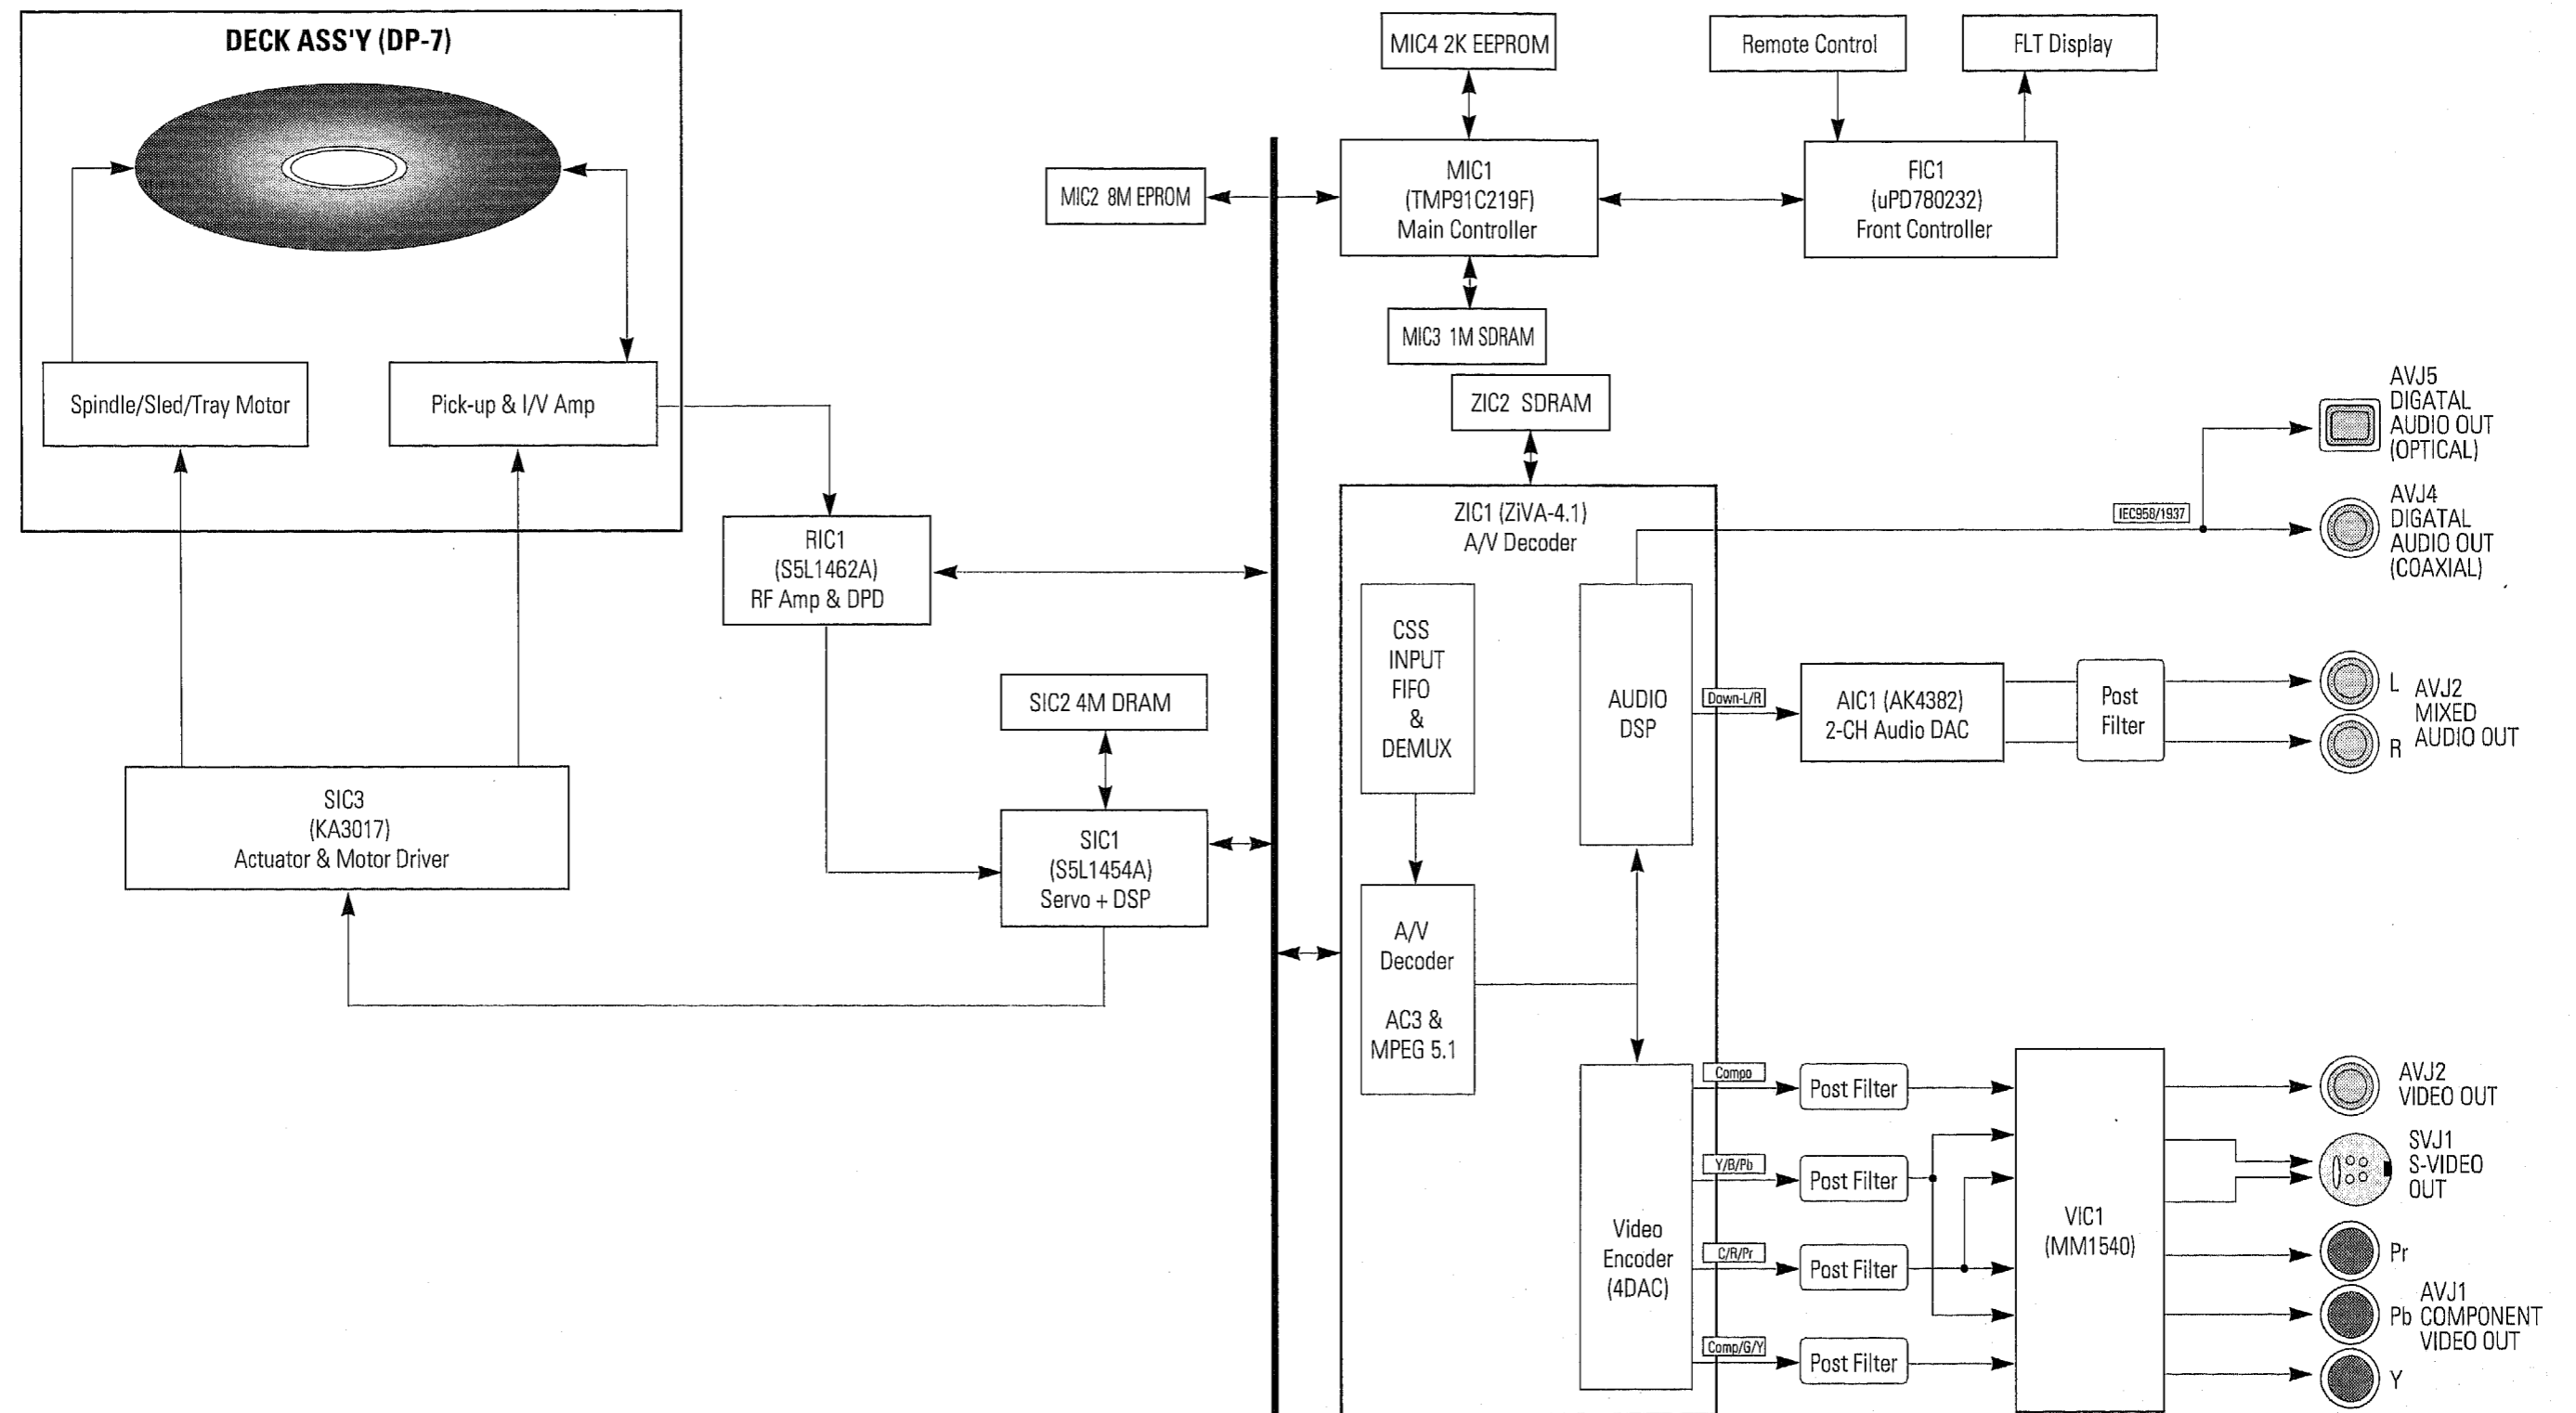 DECK ASS'Y (DP-7)
Spindle/Sled/Tray Motor
Pick-up & I/V Amp
SIC3
(KA3017)
Actuator & Motor Driver
RIC1
(S5L1462A)
RF Amp & DPD
SIC2 4M DRAM
SIC1
(S5L1454A)
Servo + DSP
MIC4 2K EEPROM
Remote Control
FLT Display
MIC2 8M EPROM
MIC1
(TMP91C219F)
Main Controller
FIC1
(uPD780232)
Front Controller
MIC3 1M SDRAM
ZIC2 SDRAM
ZIC1 (ZiVA-4.1)
A/V Decoder
CSS
INPUT
FIFO
&
DEMUX
A/V
Decoder
AC3 &
MPEG 5.1
AUDIO
DSP
Video
Encoder
(4DAC)
IEC958/1937
Down-L/R
AIC1 (AK4382)
2-CH Audio DAC
Post
Filter
Compo
Post Filter
Y/B/Pb
Post Filter
C/R/Pr
Post Filter
Comp/G/Y
Post Filter
VIC1
(MM1540)
AVJ5
DIGATAL
AUDIO OUT
(OPTICAL)
AVJ4
DIGATAL
AUDIO OUT
(COAXIAL)
L
R
AVJ2
MIXED
AUDIO OUT
AVJ2
VIDEO OUT
SVJ1
S-VIDEO
OUT
Pr
Pb
Y
AVJ1
COMPONENT
VIDEO OUT